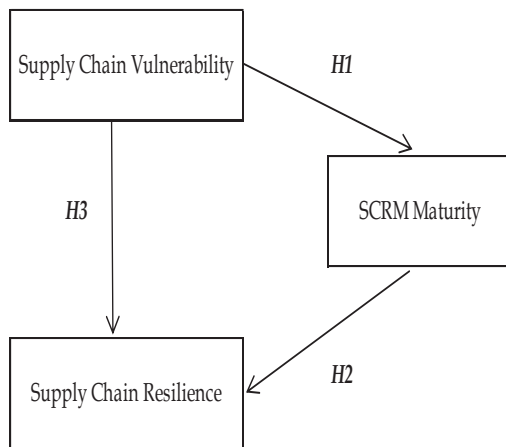 Supply Chain Vulnerability
H1
SCRM Maturity
H3
H2
Supply Chain Resilience